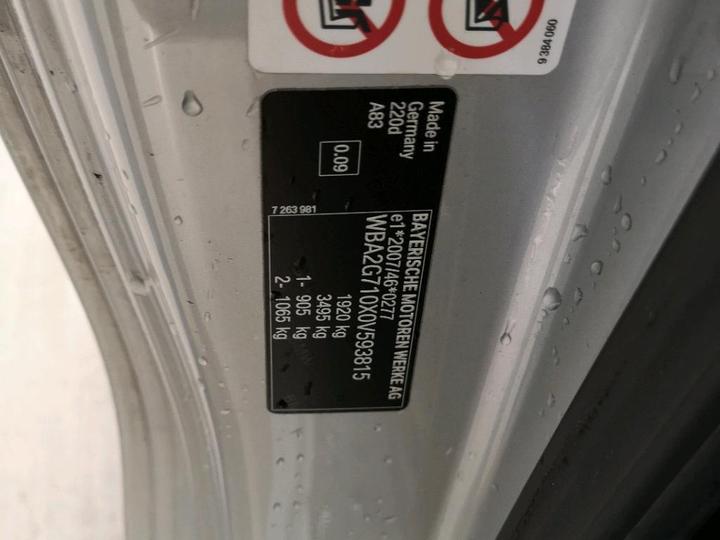 9 384 060
BAYERISCHE MOTOREN WERKE AG
e1*2007/46*0277
WBA2G710X0V593815
1920 kg
3495 kg
1- 905 kg
2- 1065 kg
7 263 981
Made in
Germany
220d
A83
0.09